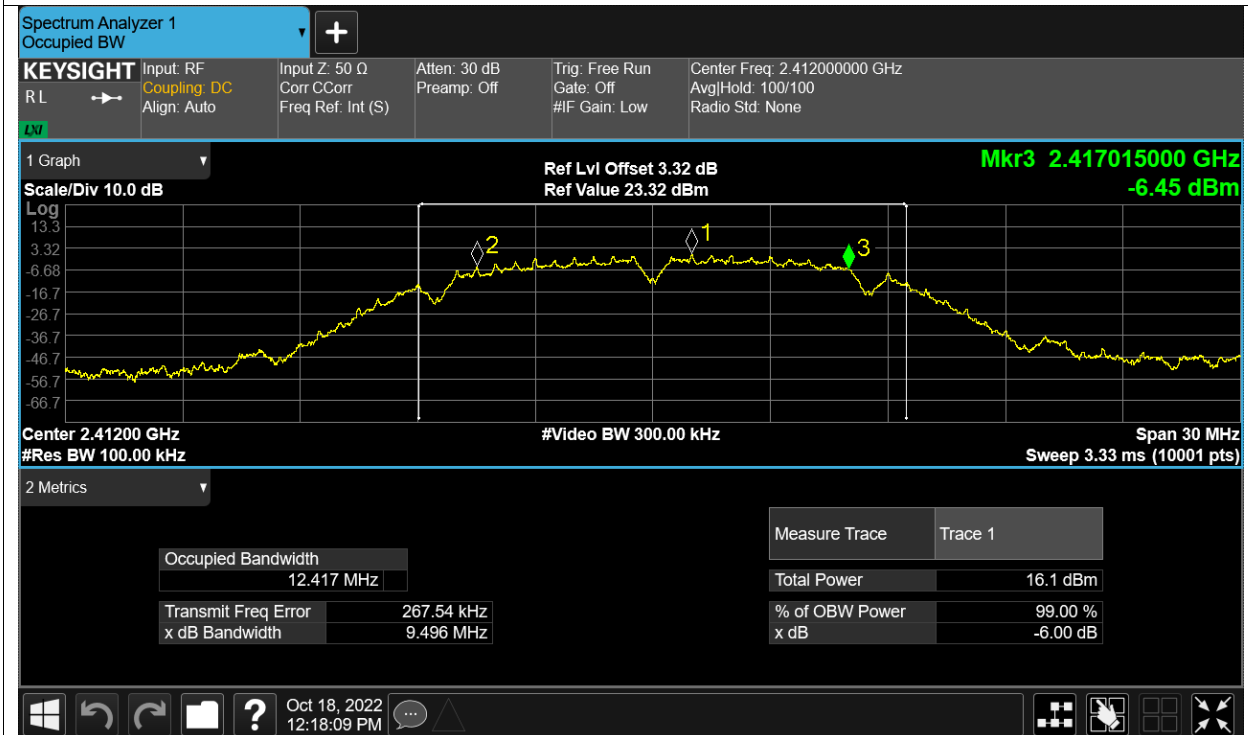 Spectrum Analyzer 1
Occupied BW
▼
+
KEYSIGHT
R L
LXI
Input: RF
Coupling: DC
Align: Auto
Input Z: 50 Ω
Corr CCorr
Freq Ref: Int (S)
Atten: 30 dB
Preamp: Off
Trig: Free Run
Gate: Off
#IF Gain: Low
Center Freq: 2.412000000 GHz
Avg|Hold: 100/100
Radio Std: None
1 Graph
▼
Ref Lvl Offset 3.32 dB
Mkr3 2.417015000 GHz
Scale/Div 10.0 dB
Ref Value 23.32 dBm
-6.45 dBm
Log
13.3
3.32
-6.68
-16.7
-26.7
-36.7
-46.7
-56.7
-66.7
2
1
3
Center 2.41200 GHz
#Video BW 300.00 kHz
Span 30 MHz
#Res BW 100.00 kHz
Sweep 3.33 ms (10001 pts)
2 Metrics
▼
Measure Trace Trace 1
Occupied Bandwidth
12.417 MHz
Total Power 16.1 dBm
Transmit Freq Error 267.54 kHz
% of OBW Power 99.00 %
x dB Bandwidth 9.496 MHz
x dB -6.00 dB
?
Oct 18, 2022
12:18:09 PM